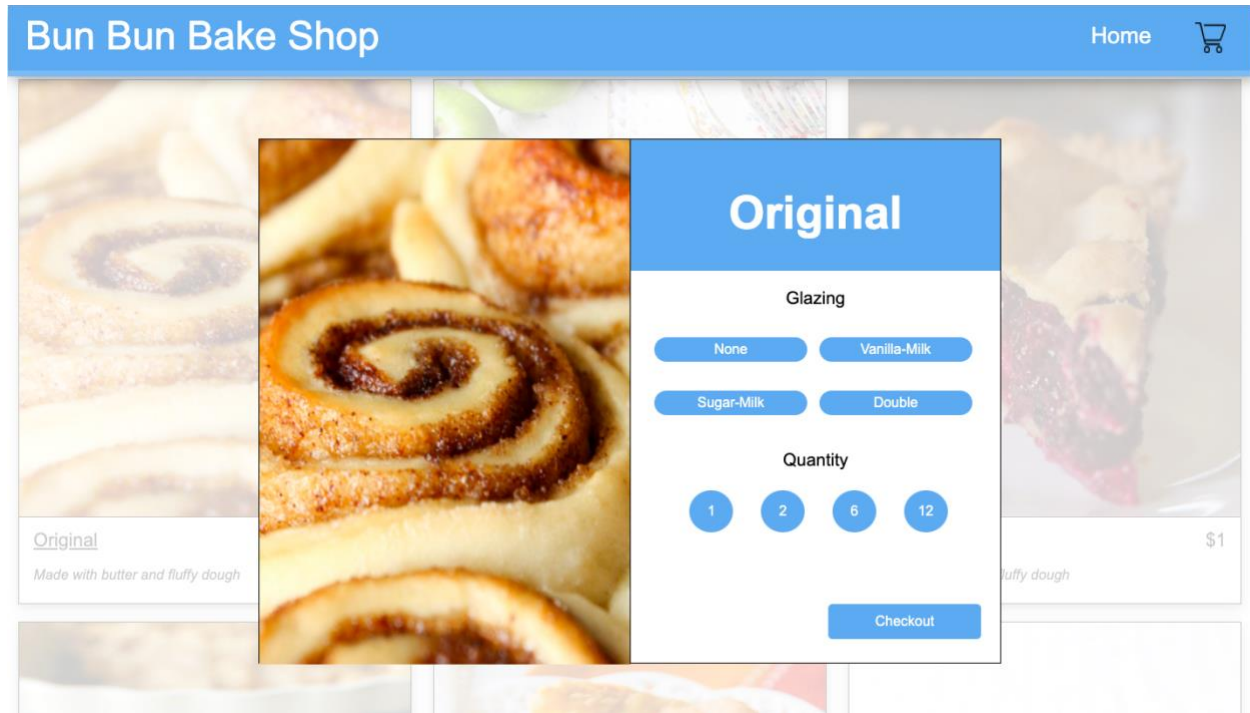 Bun Bun Bake Shop
Home
Original
Glazing
None
Vanilla-Milk
Sugar-Milk
Double
Quantity
1
2
6
12
Checkout
Original
Made with butter and fluffy dough
$1
fluffy dough